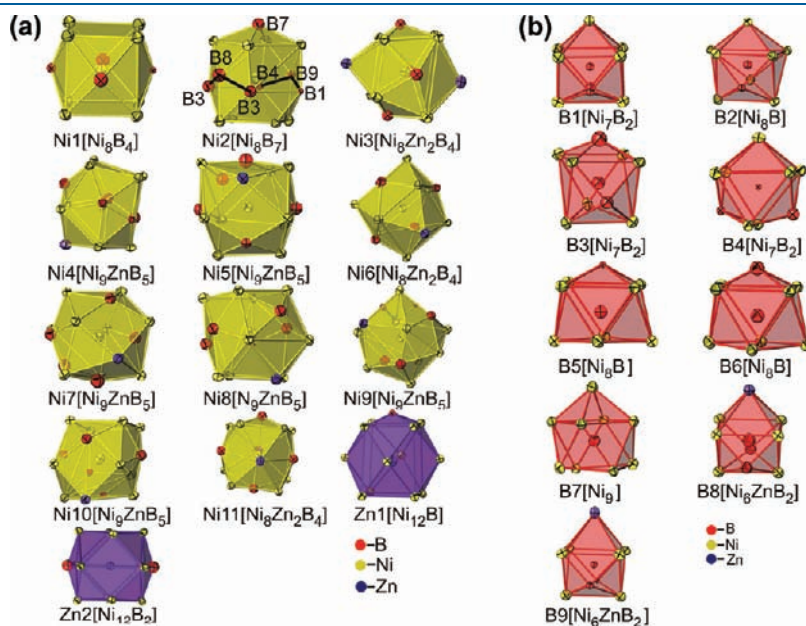 (a)
B7
B8
B4
B9
B3
B3
B1
Ni1[Ni₈B₄]
Ni2[Ni₈B₇]
Ni3[Ni₈Zn₂B₄]
Ni4[Ni₉ZnB₅]
Ni5[Ni₉ZnB₅]
Ni6[Ni₈Zn₂B₄]
Ni7[Ni₉ZnB₅]
Ni8[N₉ZnB₅]
Ni9[Ni₉ZnB₅]
Ni10[Ni₉ZnB₅]
Ni11[Ni₈Zn₂B₄]
Zn1[Ni₁₂B]
Zn2[Ni₁₂B₂]
-B
-Ni
-Zn
(b)
B1[Ni₇B₂]
B2[Ni₈B]
B3[Ni₇B₂]
B4[Ni₇B₂]
B5[Ni₈B]
B6[Ni₈B]
B7[Ni₉]
B8[Ni₆ZnB₂]
B9[Ni₆ZnB₂]
-B
-Ni
-Zn